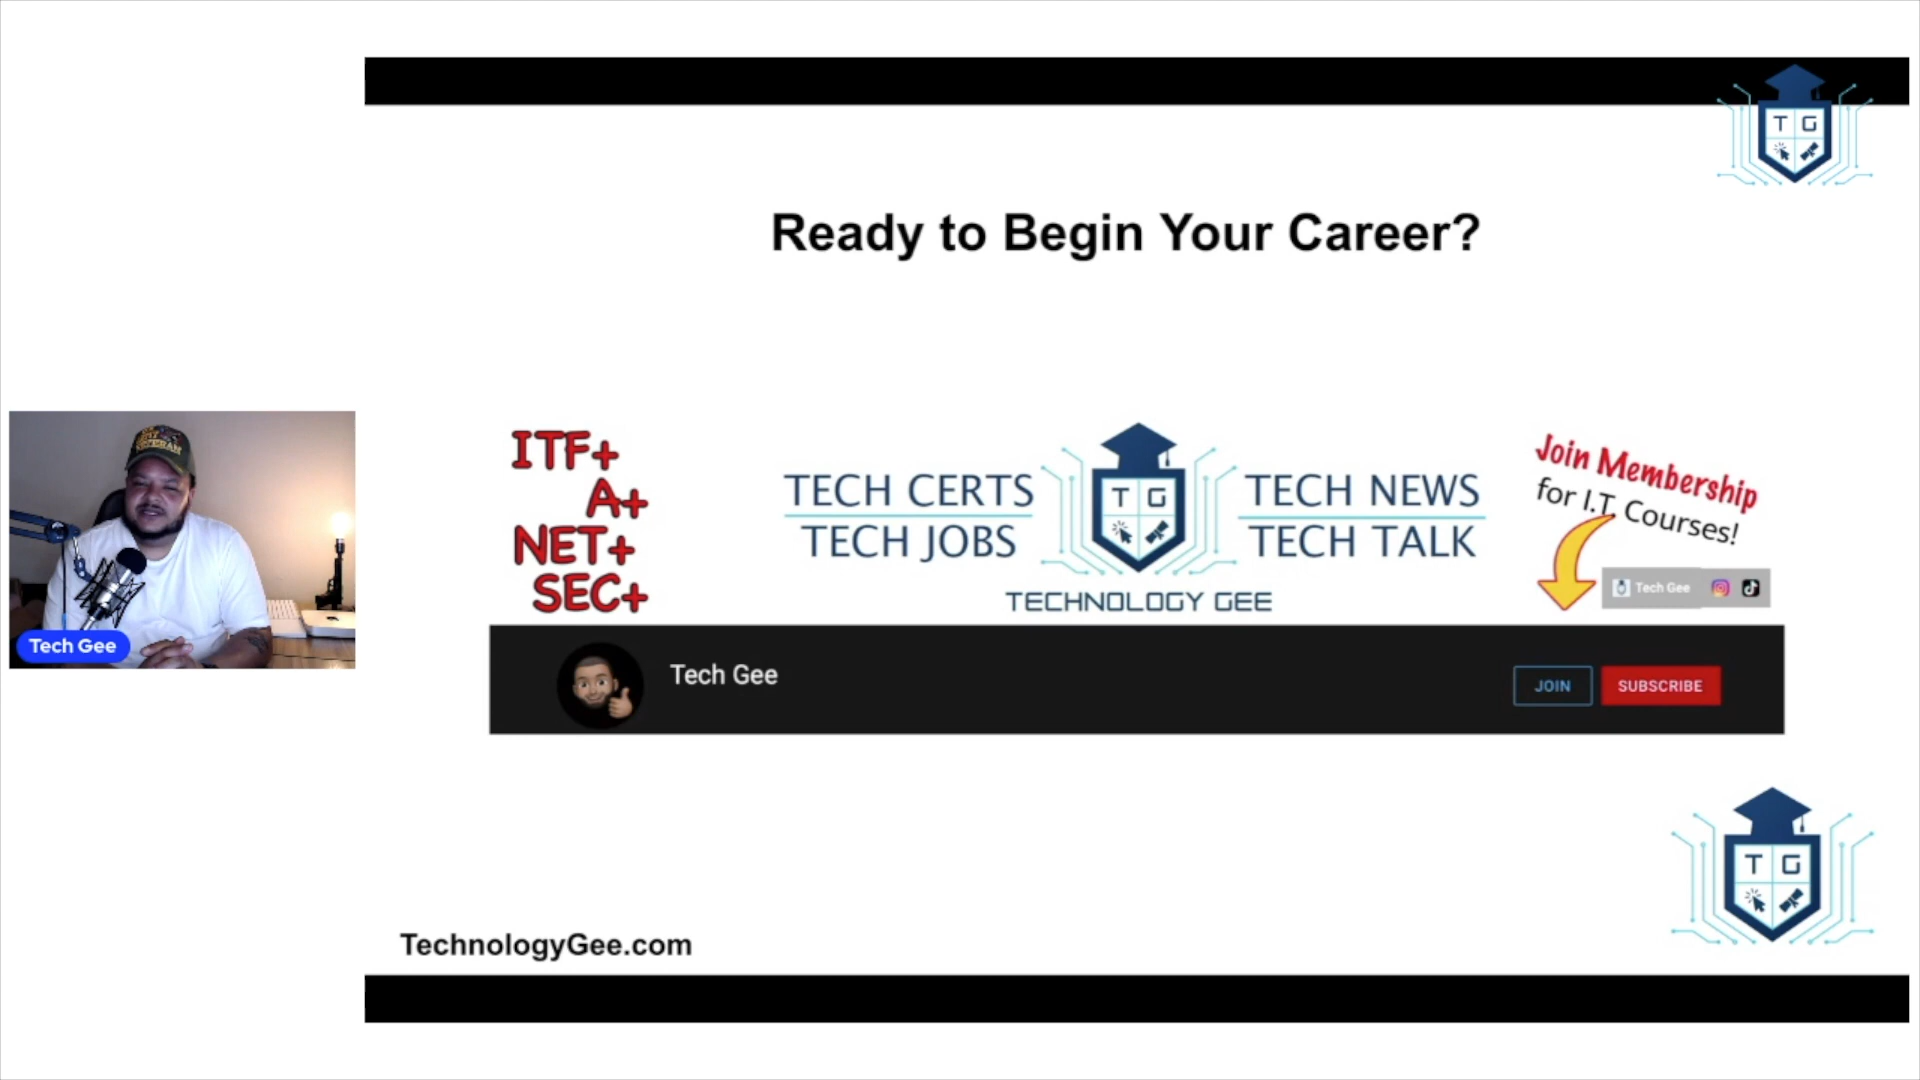 T G
Ready to Begin Your Career?
ITF+
A+
NET+
SEC+
TECH CERTS
TECH JOBS
T G
TECH NEWS
TECH TALK
TECHNOLOGY GEE
Join Membership
for I.T. Courses!
Tech Gee
VETERAN
Tech Gee
Tech Gee
JOIN
SUBSCRIBE
T G
TechnologyGee.com